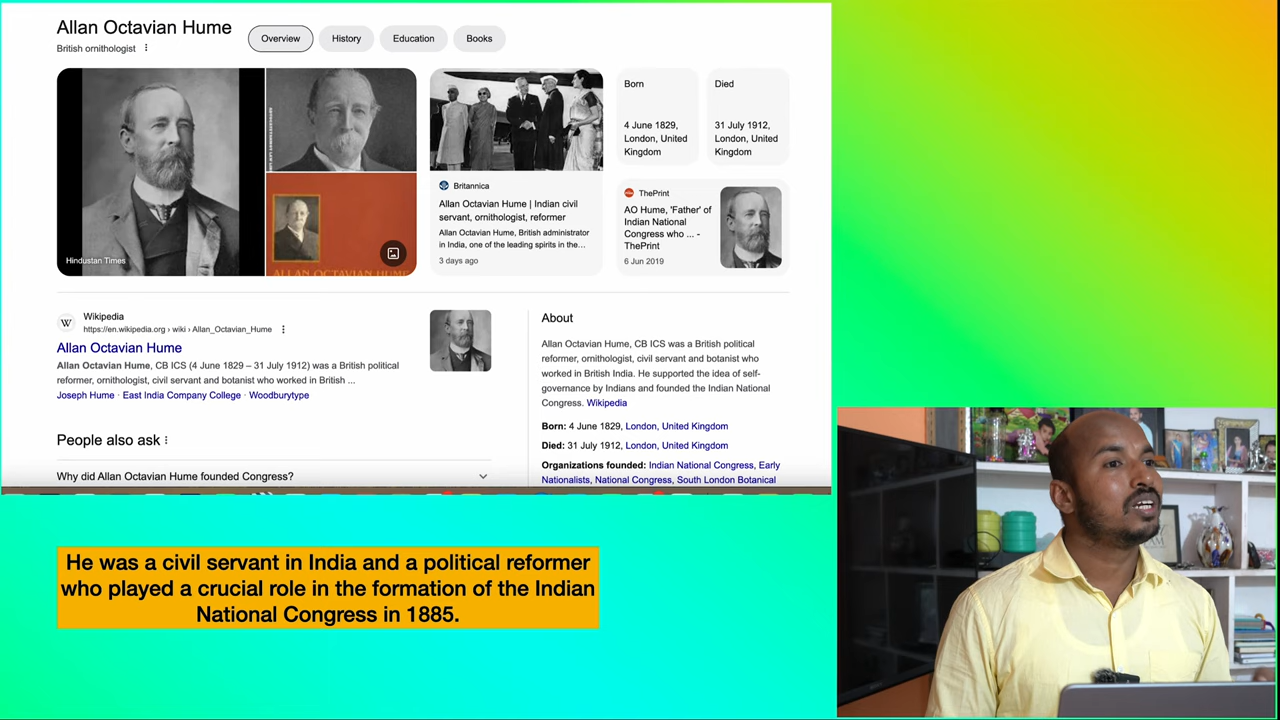 Allan Octavian Hume
British ornithologist
Overview
History
Education
Books
Hindustan Times
ALLAN OCTAVIAN HUME
Britannica
Allan Octavian Hume | Indian civil
servant, ornithologist, reformer
Allan Octavian Hume, British administrator
in India, one of the leading spirits in the...
3 days ago
Born
4 June 1829,
London, United
Kingdom
Died
31 July 1912,
London, United
Kingdom
ThePrint
AO Hume, 'Father' of
Indian National
Congress who ... -
ThePrint
6 Jun 2019
W
Wikipedia
https://en.wikipedia.org › wiki › Allan_Octavian_Hume
Allan Octavian Hume
Allan Octavian Hume, CB ICS (4 June 1829 – 31 July 1912) was a British political
reformer, ornithologist, civil servant and botanist who worked in British ...
Joseph Hume · East India Company College · Woodburytype
People also ask
Why did Allan Octavian Hume founded Congress?
About
Allan Octavian Hume, CB ICS was a British political
reformer, ornithologist, civil servant and botanist who
worked in British India. He supported the idea of self-
governance by Indians and founded the Indian National
Congress. Wikipedia
Born: 4 June 1829, London, United Kingdom
Died: 31 July 1912, London, United Kingdom
Organizations founded: Indian National Congress, Early
Nationalists, National Congress, South London Botanical
He was a civil servant in India and a political reformer
who played a crucial role in the formation of the Indian
National Congress in 1885.